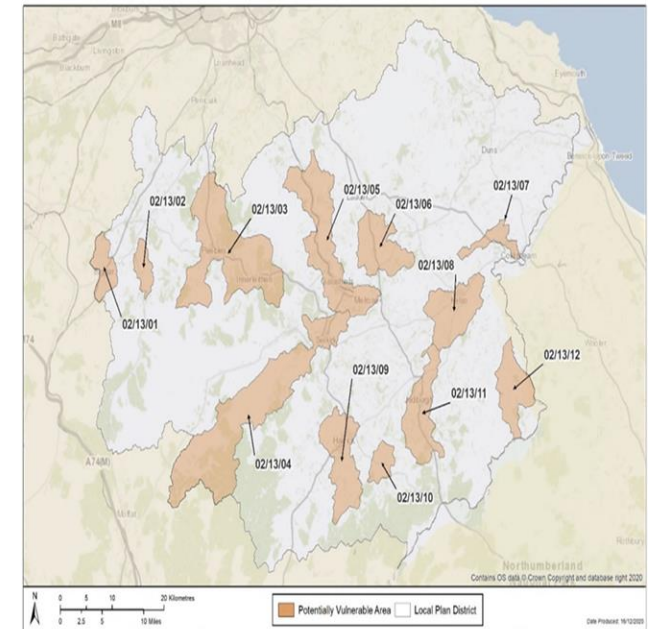 M8
Bathgate
Livingston
Blackburn
Loanhead
Penicuik
Eyemouth
Duns
Berwick-upon-Tweed
02/13/07
02/13/05
02/13/02
02/13/06
02/13/03
02/13/08
02/13/01
02/13/12
02/13/09
02/13/11
02/13/04
A74(M)
02/13/10
Moffat
Rothbury
Northumberland
Contains OS data © Crown Copyright and database right 2020
N
0 5 10 20 Kilometres
0 2.5 5 10 Miles
Potentially Vulnerable Area
Local Plan District
Date Produced: 16/12/2020